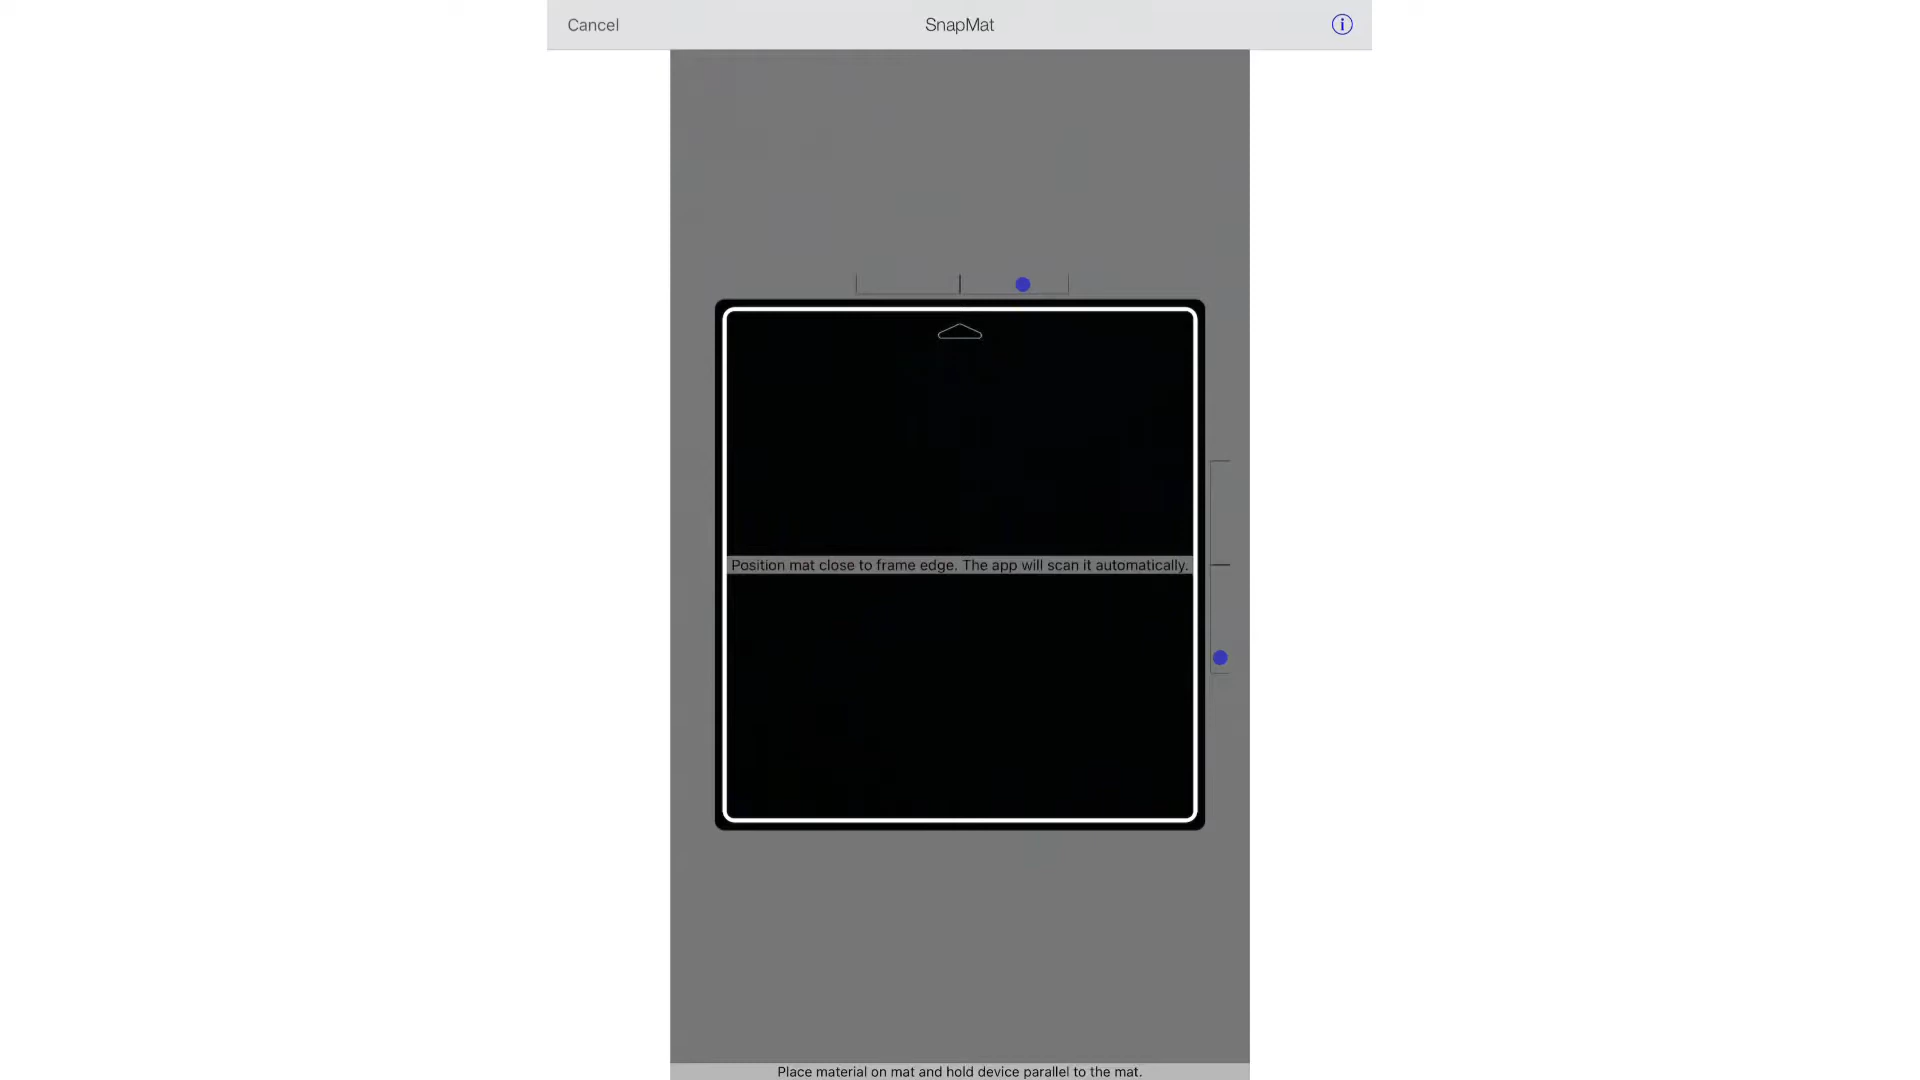 Cancel
SnapMat
i
Position mat close to frame edge. The app will scan it automatically.
Place material on mat and hold device parallel to the mat.